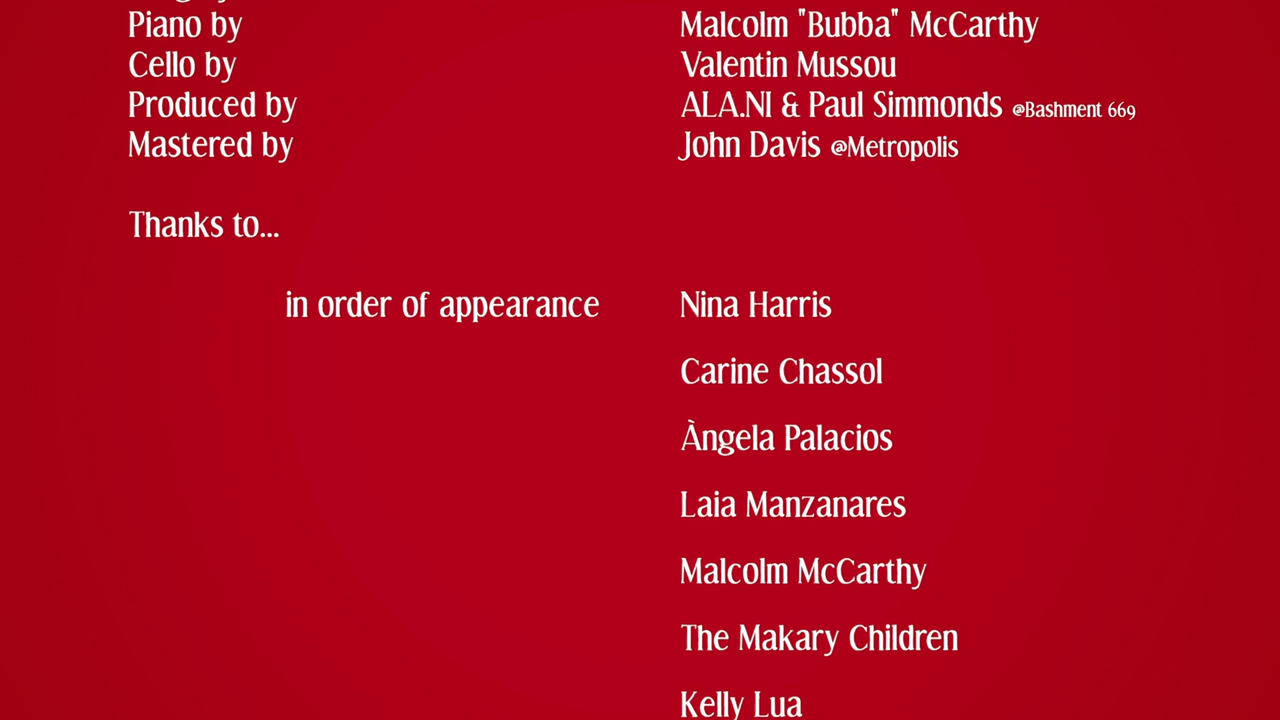 Piano by Malcolm "Bubba" McCarthy
Cello by Valentin Mussou
Produced by ALA.NI & Paul Simmonds @Bashment 669
Mastered by John Davis @Metropolis
Thanks to...
in order of appearance Nina Harris
Carine Chassol
Àngela Palacios
Laia Manzanares
Malcolm McCarthy
The Makary Children
Kelly Lua